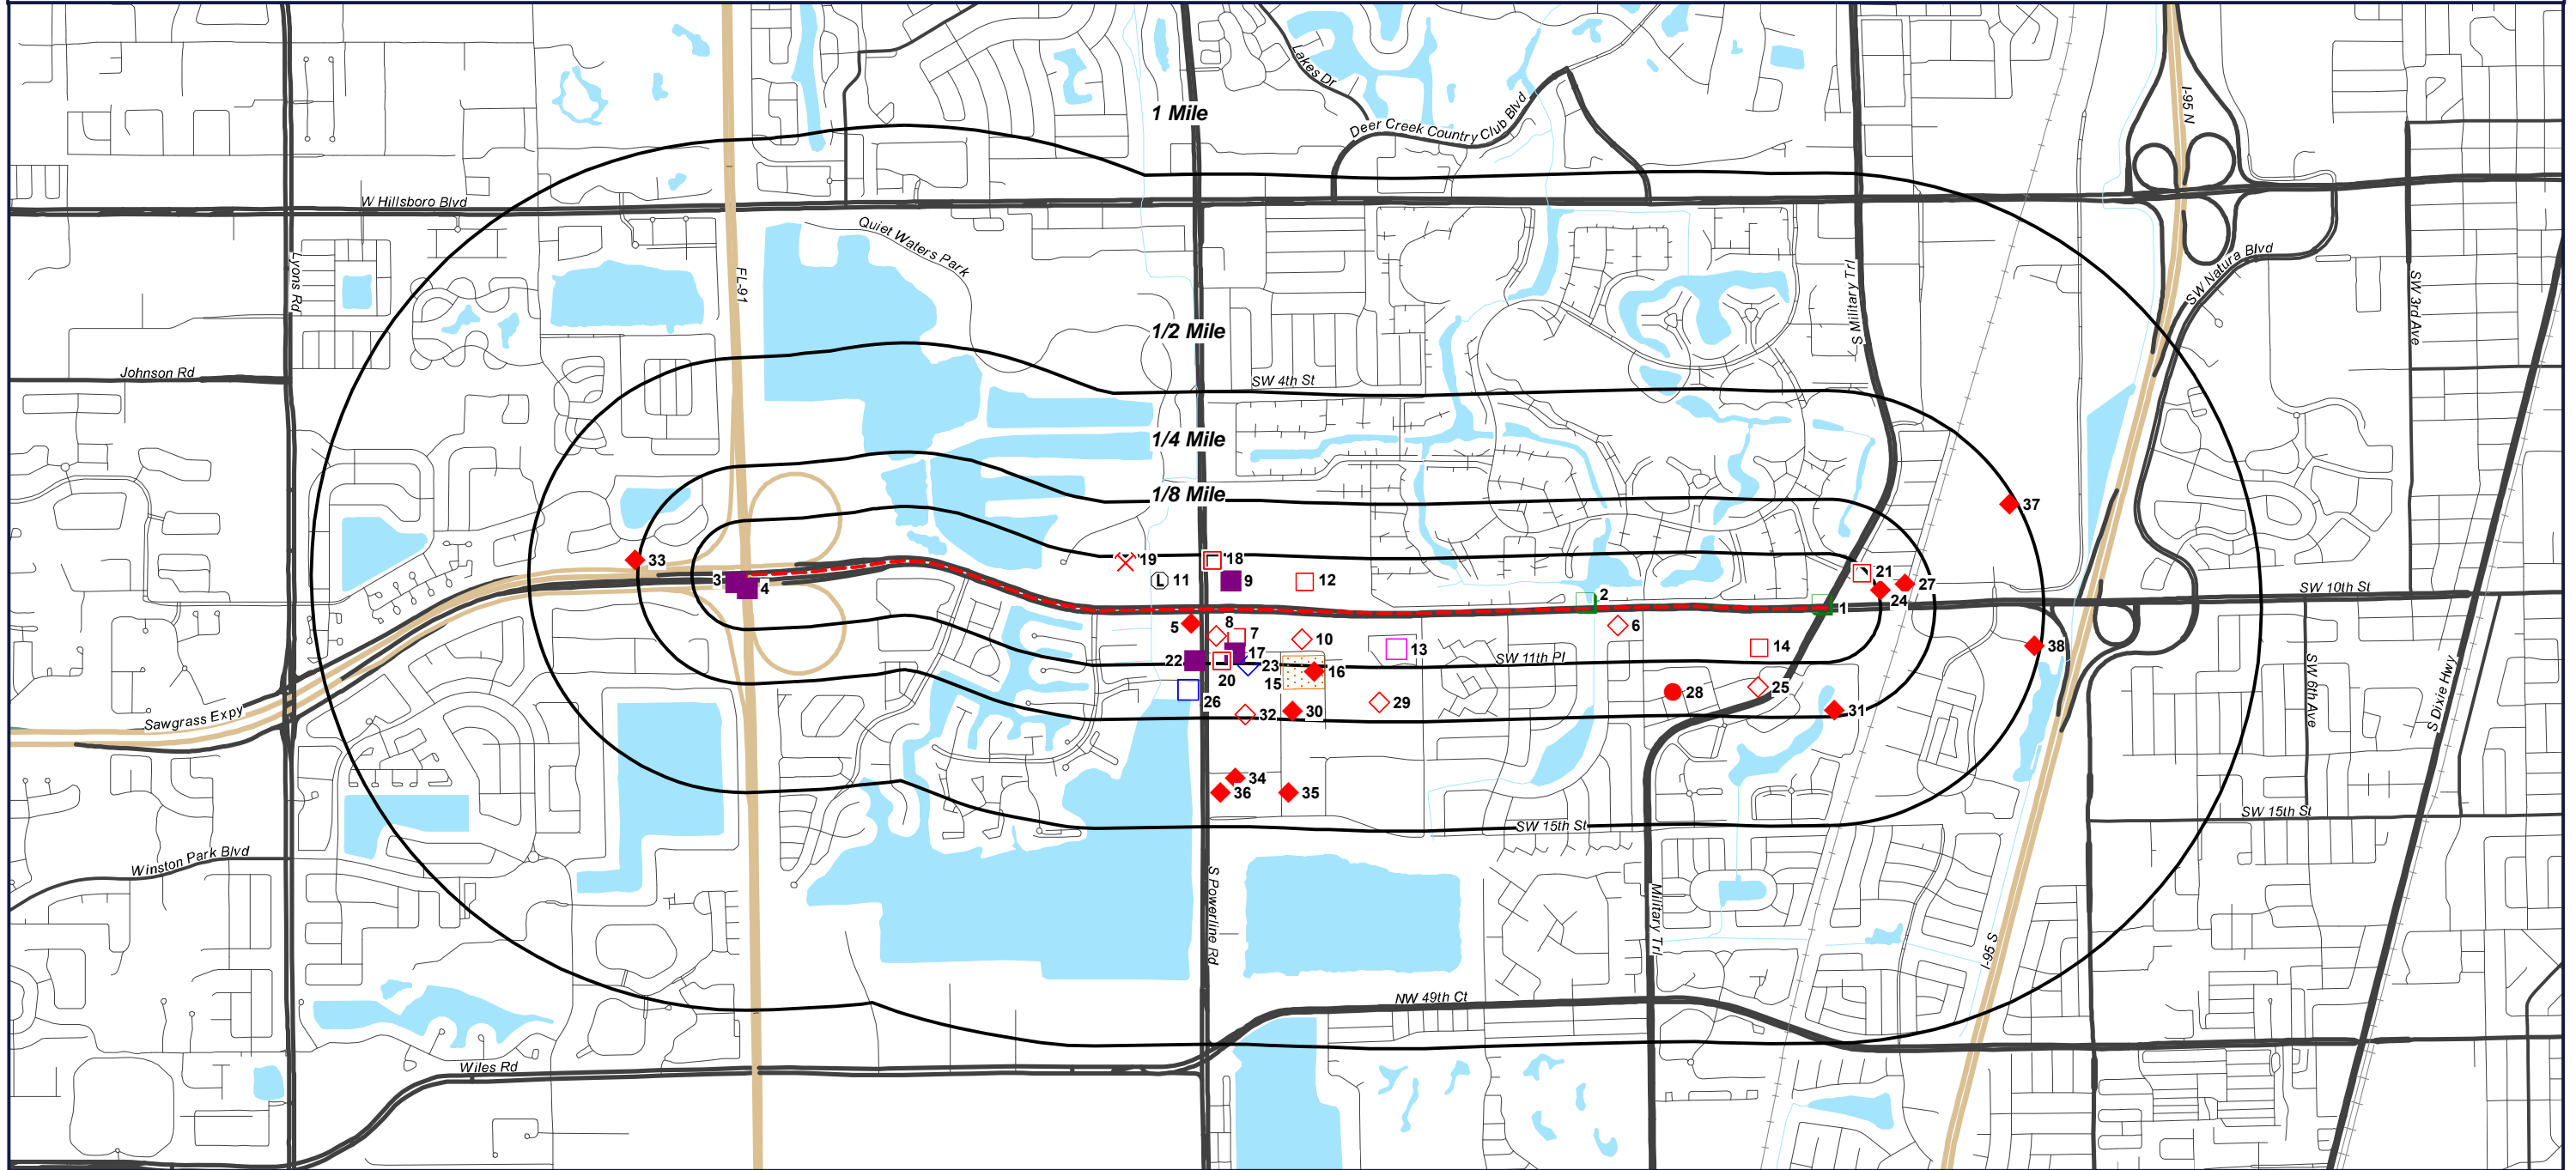 Lakes Dr
1 Mile
I-95 N
Deer Creek Country Club Blvd
W Hillsboro Blvd
Quiet Waters Park
Lyons Rd
FL-91
S Military Trl
SW Natura Blvd
SW 3rd Ave
1/2 Mile
Johnson Rd
SW 4th St
1/4 Mile
1/8 Mile
37
33
19
18
3
4
L
11
9
12
21
27
24
2
1
SW 10th St
5
8
7
10
6
13
14
38
22
17
23
20
15
16
SW 11th Pl
28
25
26
32
30
29
31
SW 6th Ave
S Dixie Hwy
Sawgrass Expy
34
36
35
SW 15th St
SW 15th St
Winston Park Blvd
S Powerline Rd
Military Trl
I-95 S
NW 49th Ct
Wiles Rd